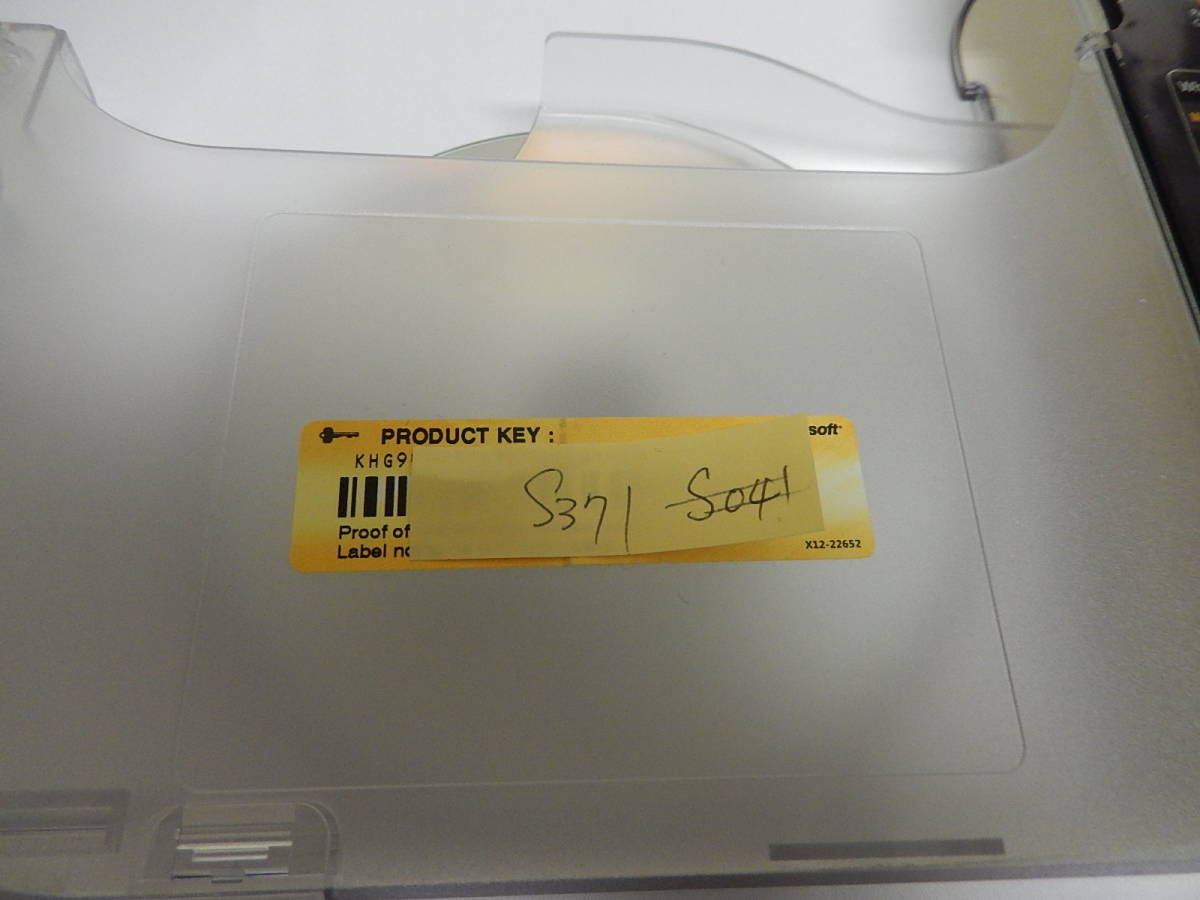 PRODUCT KEY :
soft
KHG9
S371 S041
Proof of
Label no
X12-22652